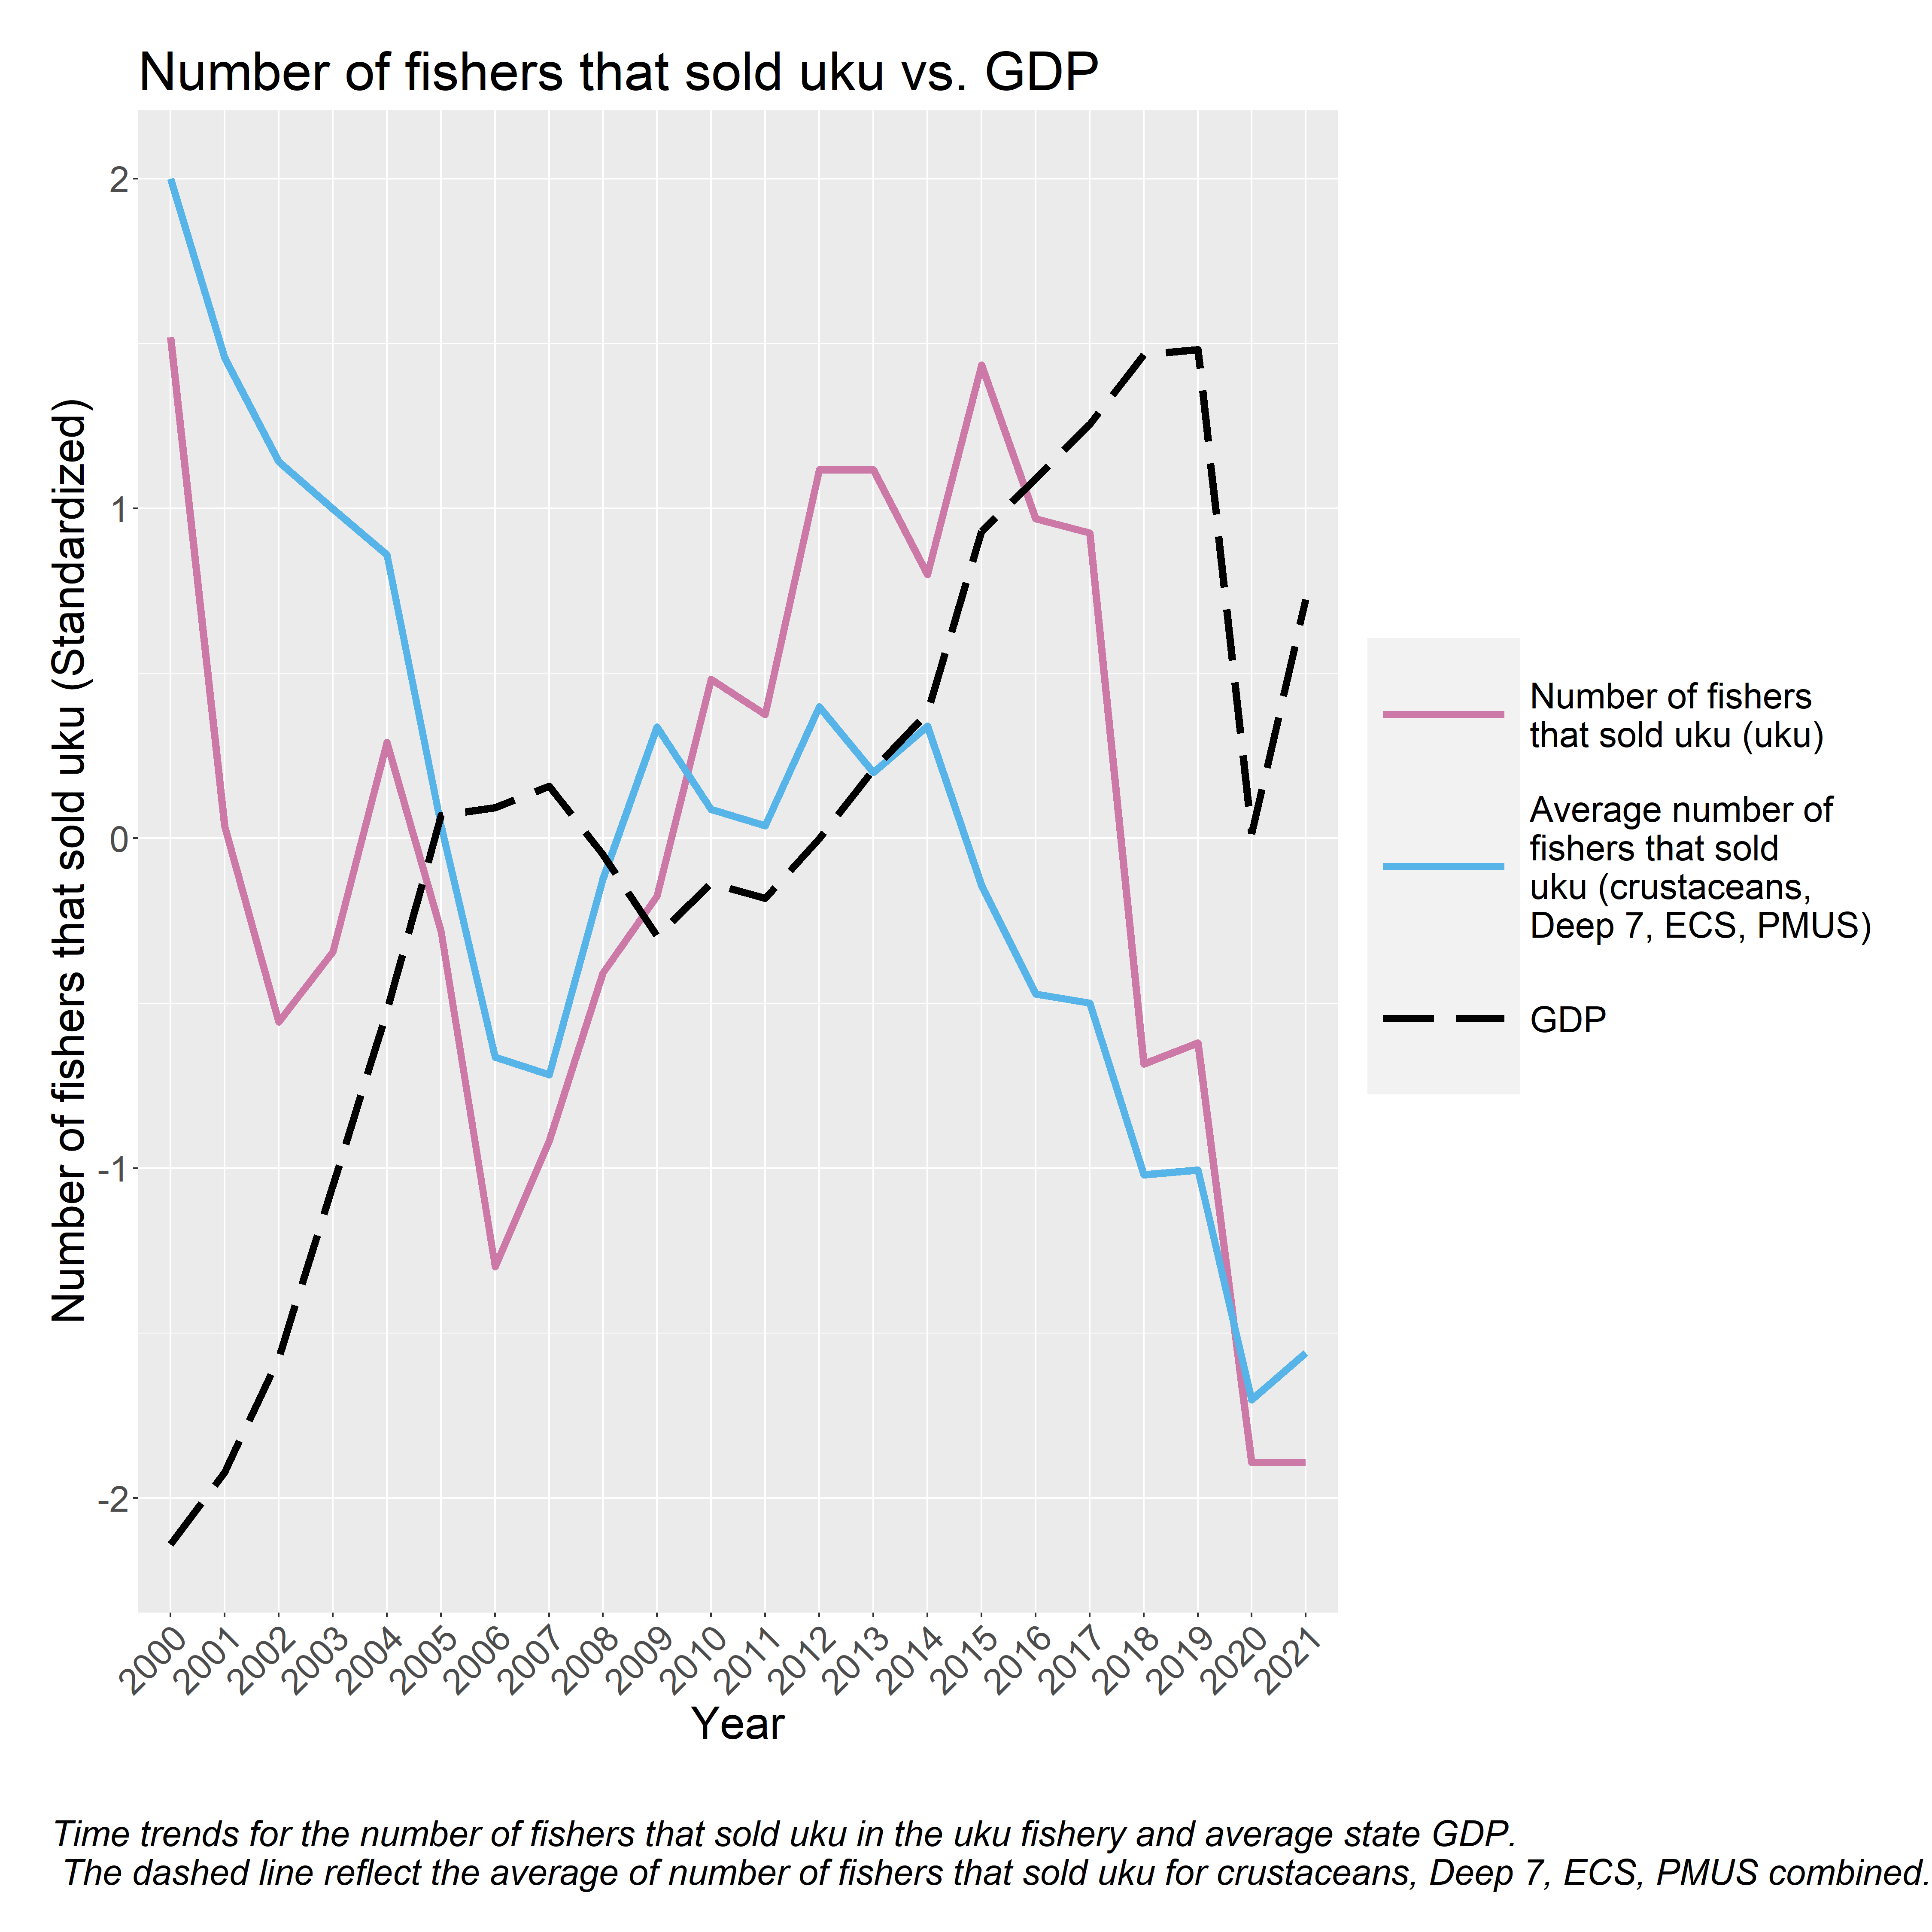 Number of fishers that sold uku vs. GDP
Number of fishers that sold uku (Standardized)
2
1
0
-1
-2
2000
2001
2002
2003
2004
2005
2006
2007
2008
2009
2010
2011
2012
2013
2014
2015
2016
2017
2018
2019
2020
2021
Year
Number of fishers
that sold uku (uku)
Average number of
fishers that sold
uku (crustaceans,
Deep 7, ECS, PMUS)
GDP
Time trends for the number of fishers that sold uku in the uku fishery and average state GDP.
The dashed line reflect the average of number of fishers that sold uku for crustaceans, Deep 7, ECS, PMUS combined.